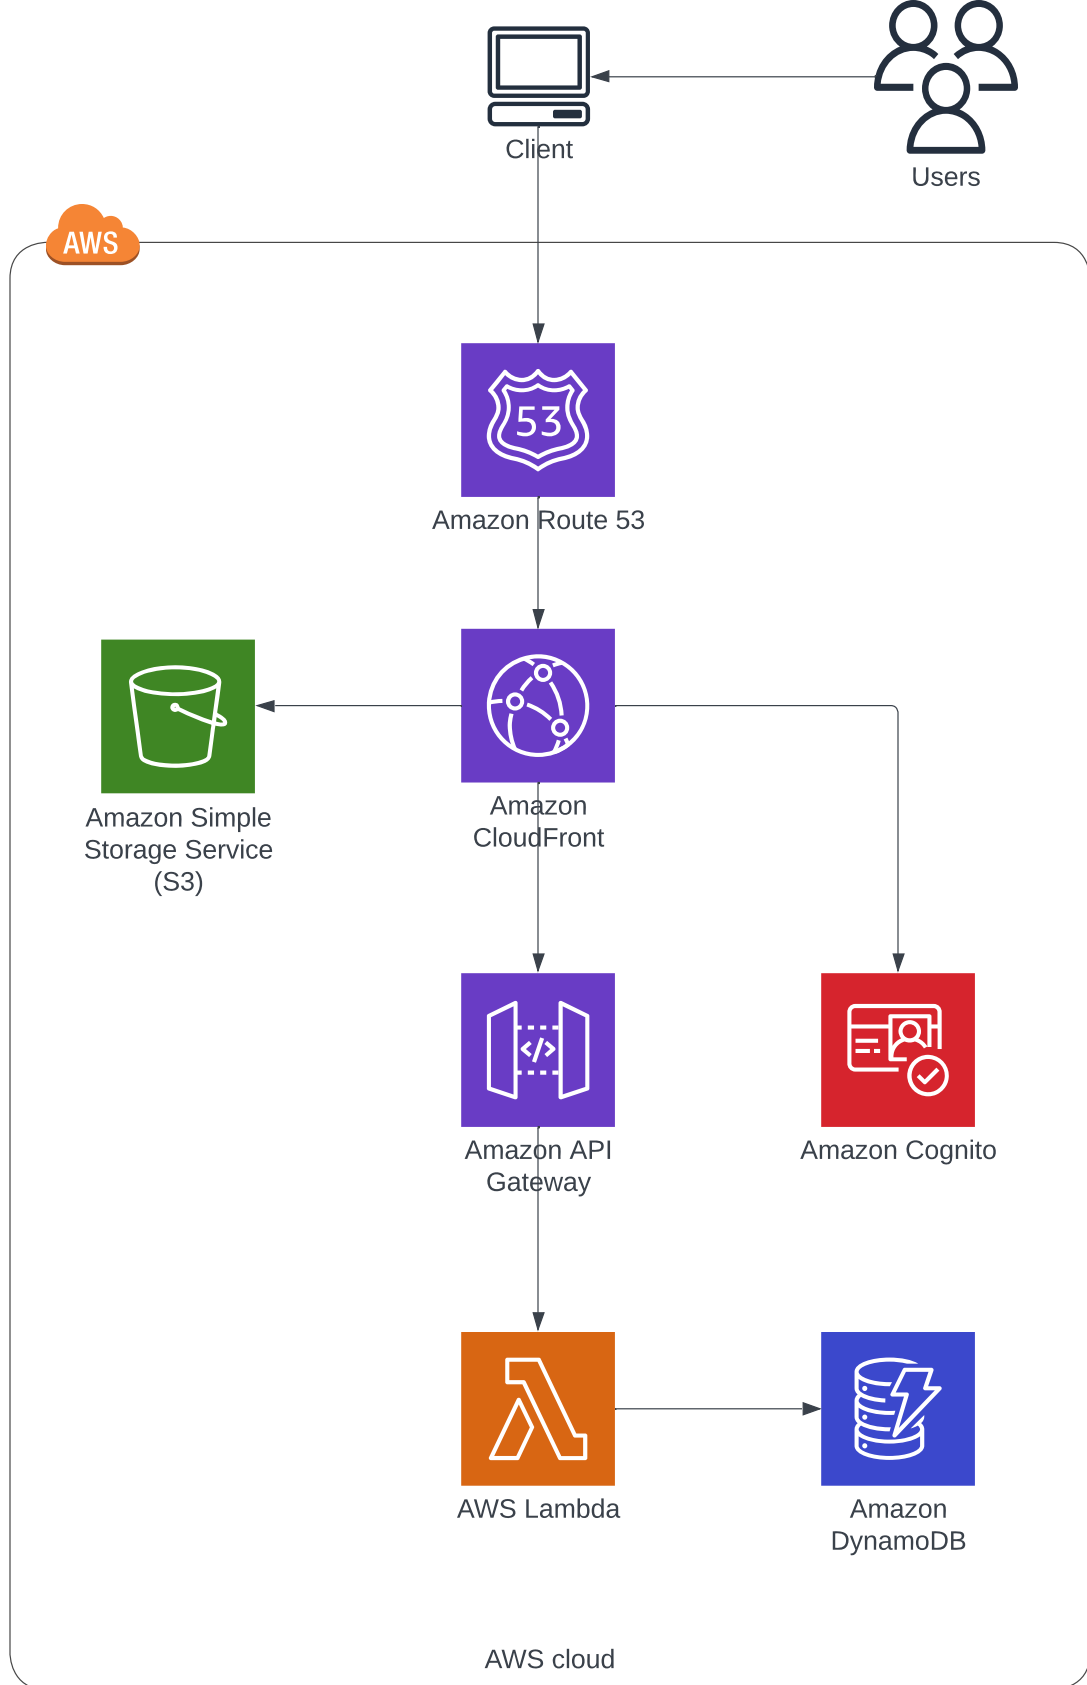 Client
Users
AWS
53
Amazon Route 53
Amazon Simple
Storage Service
(S3)
Amazon
CloudFront
Amazon API
Gateway
Amazon Cognito
AWS Lambda
Amazon
DynamoDB
AWS cloud